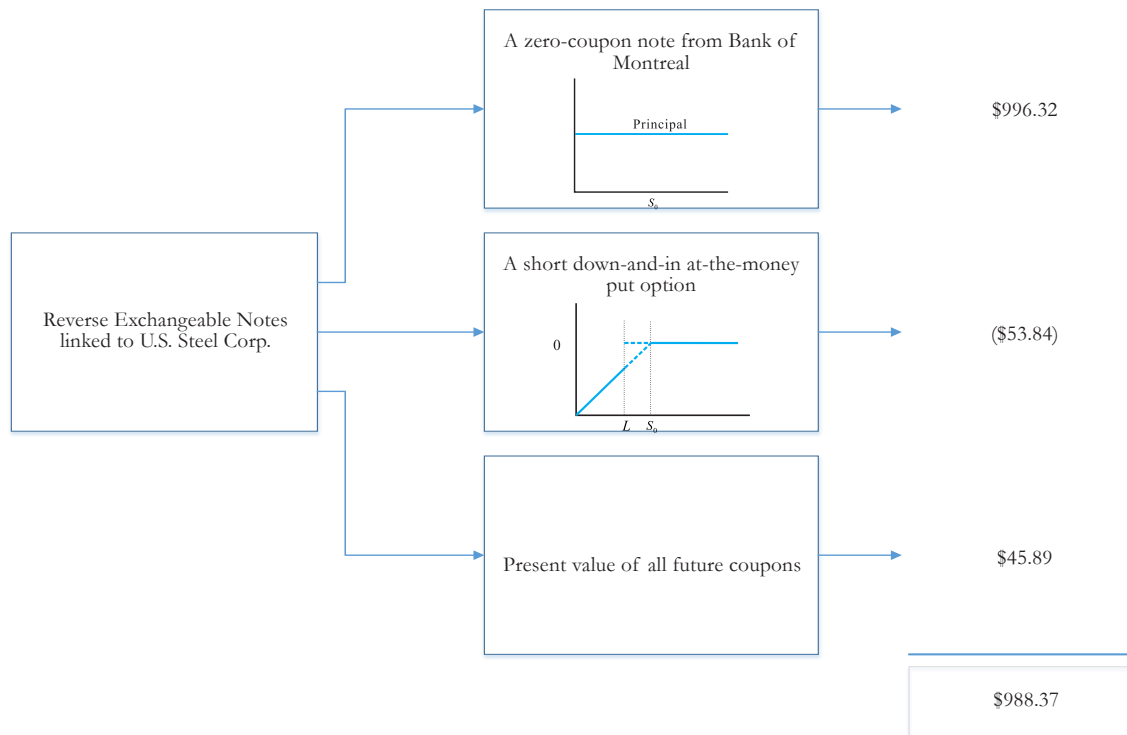 A zero-coupon note from Bank of
Montreal
Principal
S₀
$996.32
Reverse Exchangeable Notes
linked to U.S. Steel Corp.
A short down-and-in at-the-money
put option
0
L S₀
($53.84)
Present value of all future coupons
$45.89
$988.37